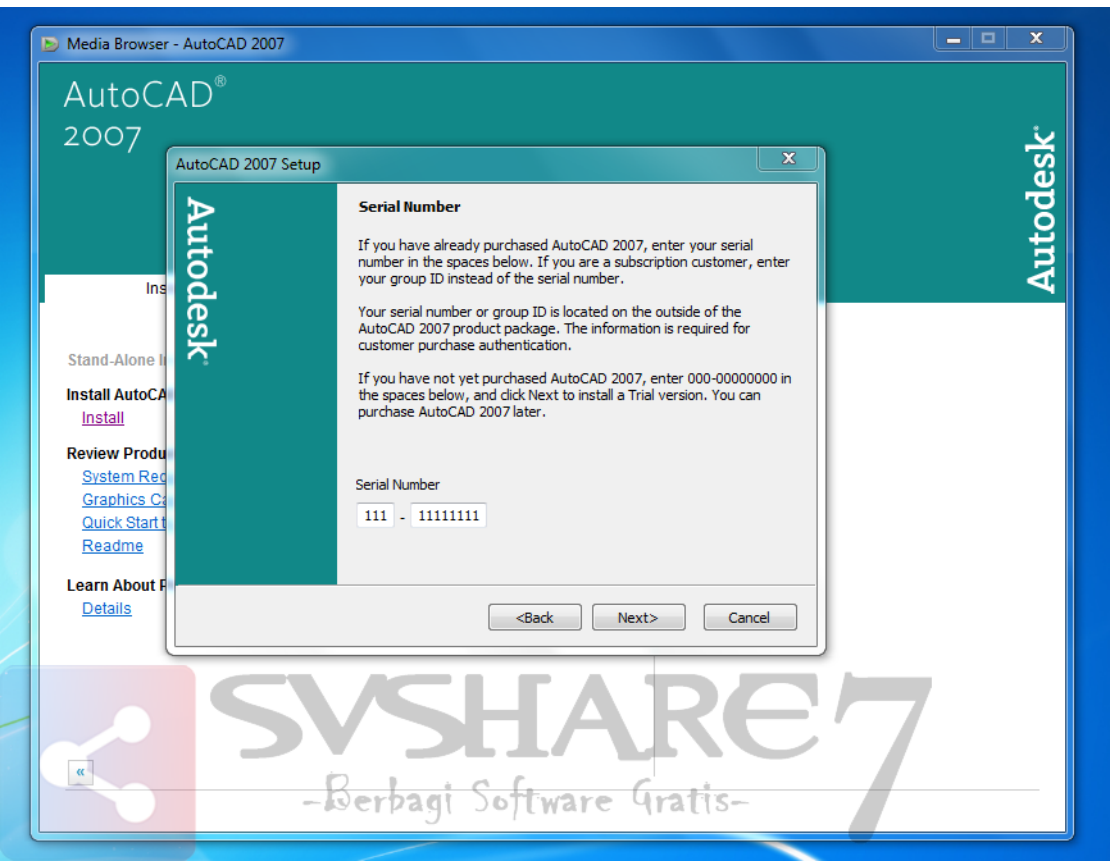 Media Browser - AutoCAD 2007
AutoCAD®
2007
Autodesk
AutoCAD 2007 Setup
Autodesk
Serial Number
If you have already purchased AutoCAD 2007, enter your serial
number in the spaces below. If you are a subscription customer, enter
your group ID instead of the serial number.
Your serial number or group ID is located on the outside of the
AutoCAD 2007 product package. The information is required for
customer purchase authentication.
If you have not yet purchased AutoCAD 2007, enter 000-00000000 in
the spaces below, and click Next to install a Trial version. You can
purchase AutoCAD 2007 later.
Serial Number
111 - 11111111
<Back Next> Cancel
Ins
Stand-Alone I
Install AutoCA
Install
Review Produ
System Req
Graphics Ca
Quick Start t
Readme
Learn About P
Details
«
SVSHARE7
-Berbagi Software Gratis-